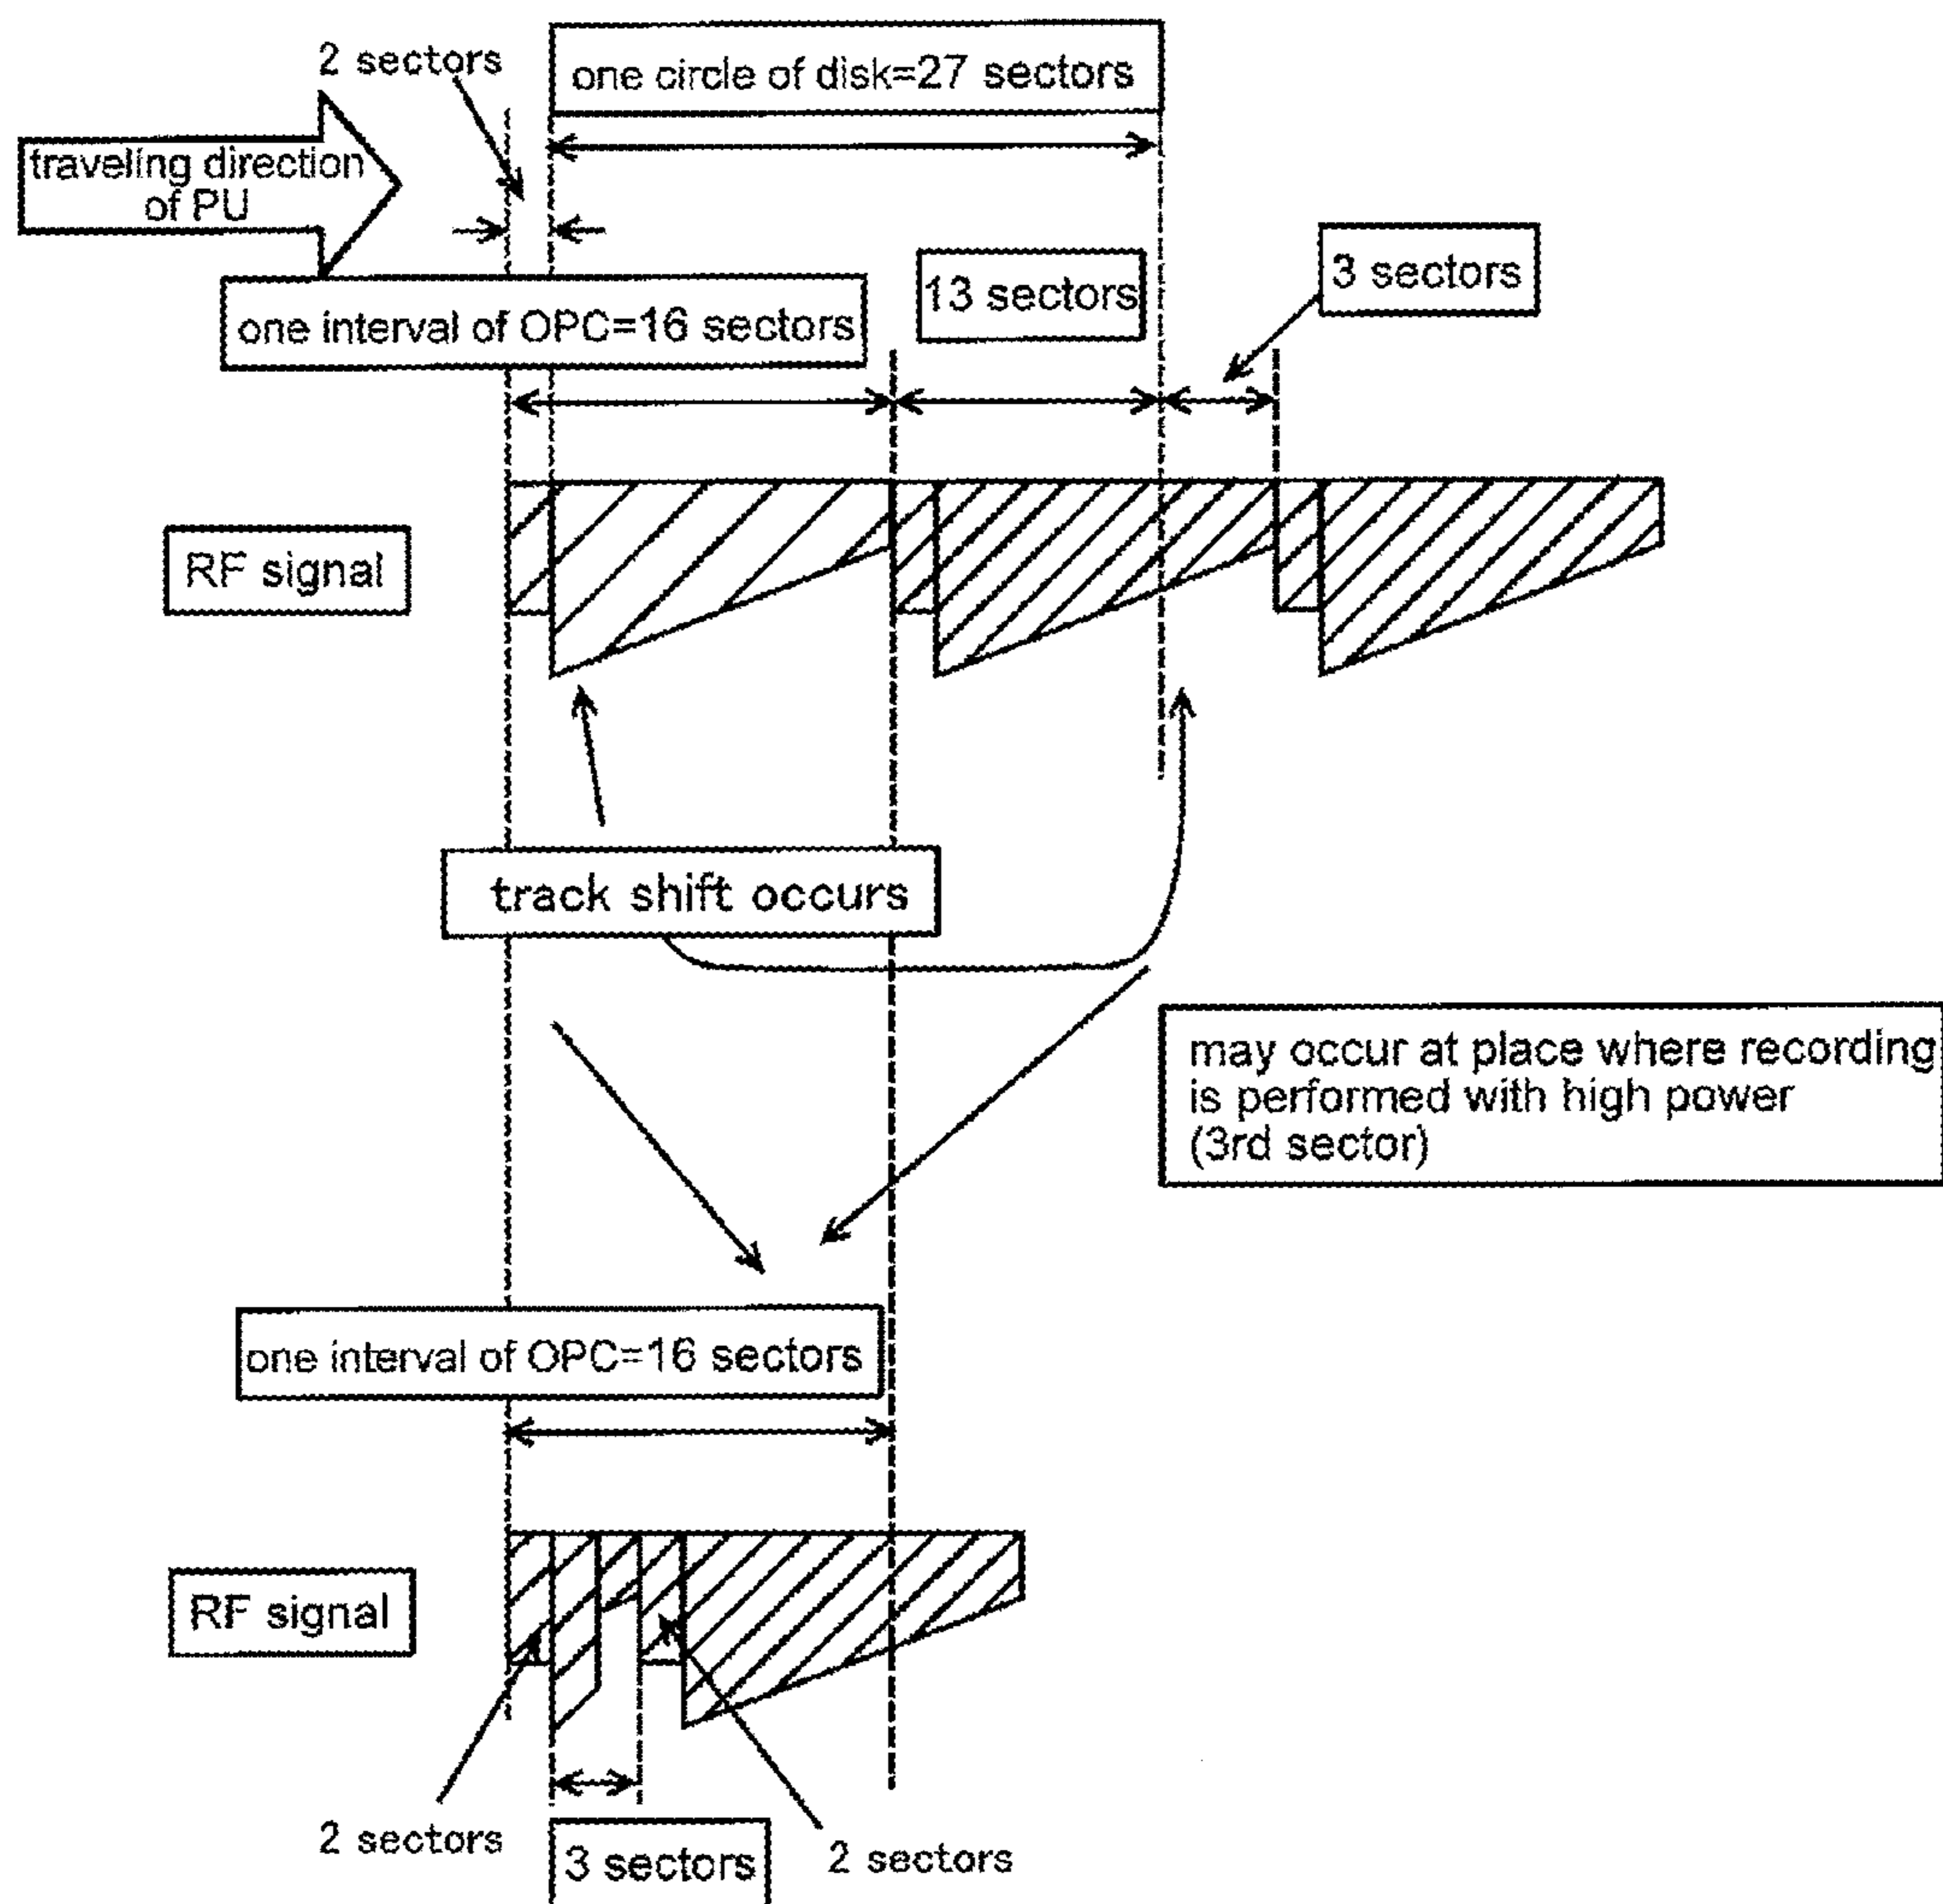 2 sectors
one circle of disk=27 sectors
traveling direction
of PU
one interval of OPC=16 sectors
13 sectors
3 sectors
RF signal
track shift occurs
may occur at place where recording
is performed with high power
(3rd sector)
one interval of OPC=16 sectors
RF signal
2 sectors
3 sectors
2 sectors